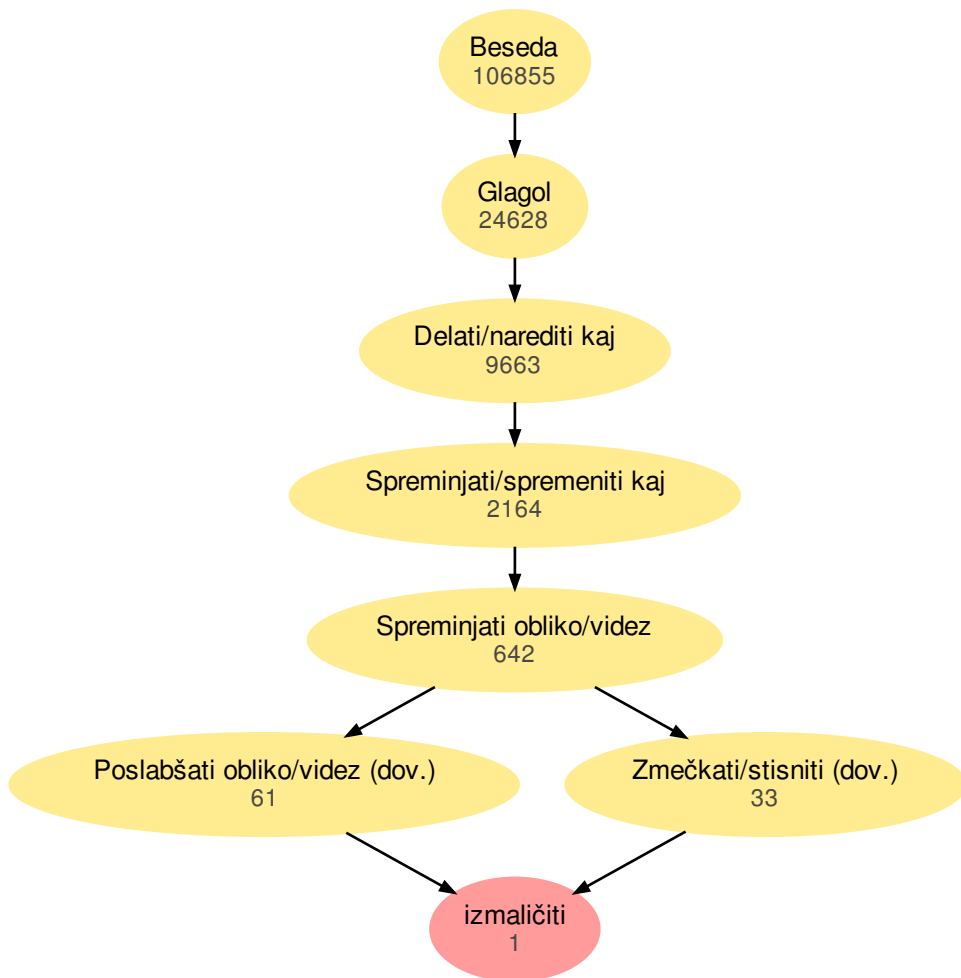 Beseda
106855
Glagol
24628
Delati/narediti kaj
9663
Spreminjati/spremeniti kaj
2164
Spreminjati obliko/videz
642
Poslabšati obliko/videz (dov.)
61
Zmečkati/stisniti (dov.)
33
izmaličiti
1